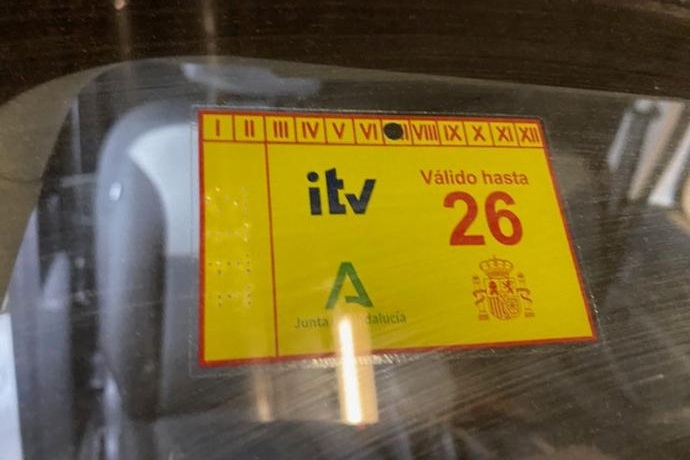 I II III IV V VI VIII IX X XI XII
itv
Válido hasta
26
Junta dalucía